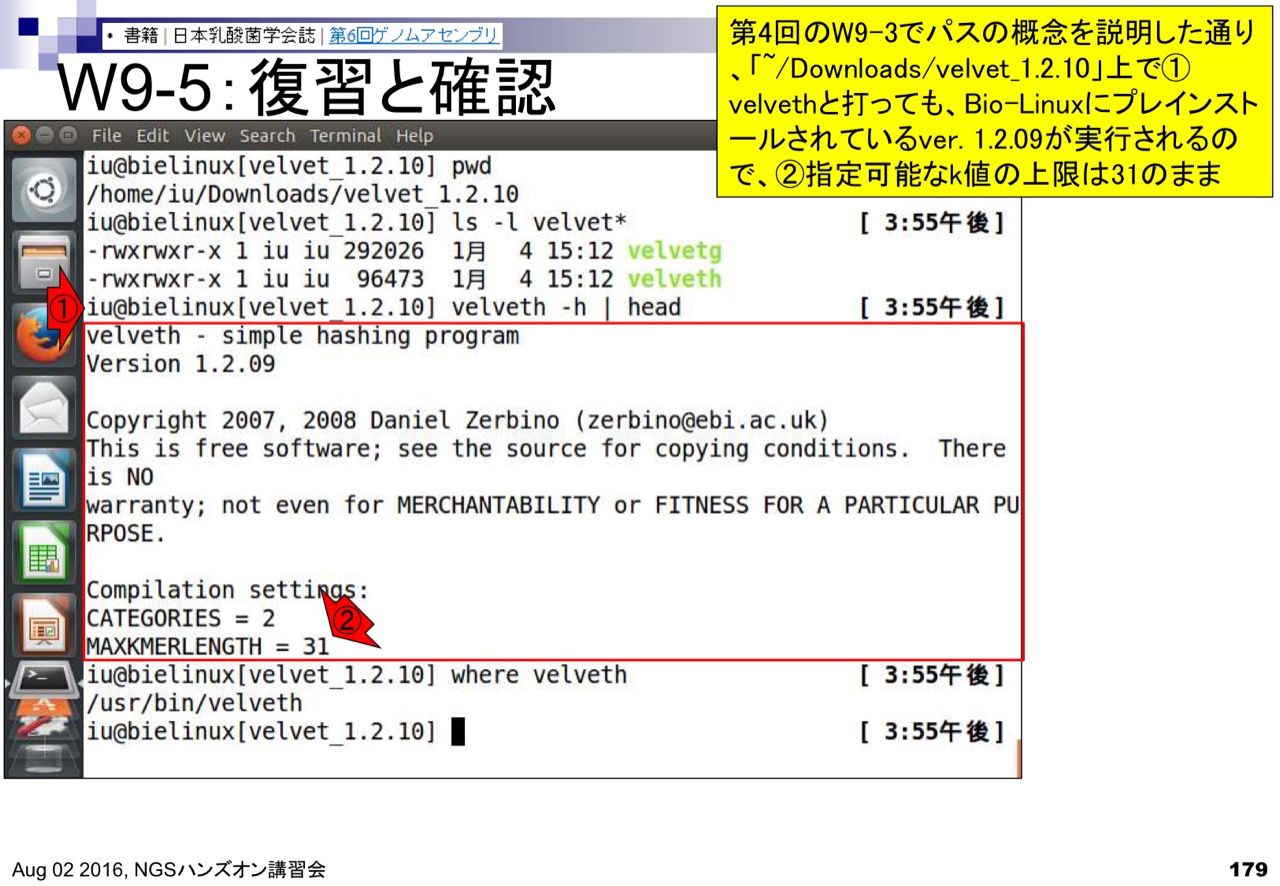 • 書籍 | 日本乳酸菌学会誌 | 第6回ゲノムアセンブリ
W9-5：復習と確認
第4回のW9-3でパスの概念を説明した通り
、「~/Downloads/velvet_1.2.10」上で①
velvethと打っても、Bio-Linuxにプレインスト
ールされているver. 1.2.09が実行されるの
で、②指定可能なk値の上限は31のまま
File Edit View Search Terminal Help
iu@bielinux[velvet_1.2.10] pwd
/home/iu/Downloads/velvet_1.2.10
iu@bielinux[velvet_1.2.10] ls -l velvet* [ 3:55午後]
-rwxrwxr-x 1 iu iu 292026 1月 4 15:12 velvetg
-rwxrwxr-x 1 iu iu 96473 1月 4 15:12 velveth
① iu@bielinux[velvet_1.2.10] velveth -h | head [ 3:55午後]
velveth - simple hashing program
Version 1.2.09
Copyright 2007, 2008 Daniel Zerbino (zerbino@ebi.ac.uk)
This is free software; see the source for copying conditions. There
is NO
warranty; not even for MERCHANTABILITY or FITNESS FOR A PARTICULAR PU
RPOSE.
Compilation settings:
CATEGORIES = 2
②
MAXKMERLENGTH = 31
iu@bielinux[velvet_1.2.10] where velveth [ 3:55午後]
/usr/bin/velveth
iu@bielinux[velvet_1.2.10] [ 3:55午後]
Aug 02 2016, NGSハンズオン講習会
179